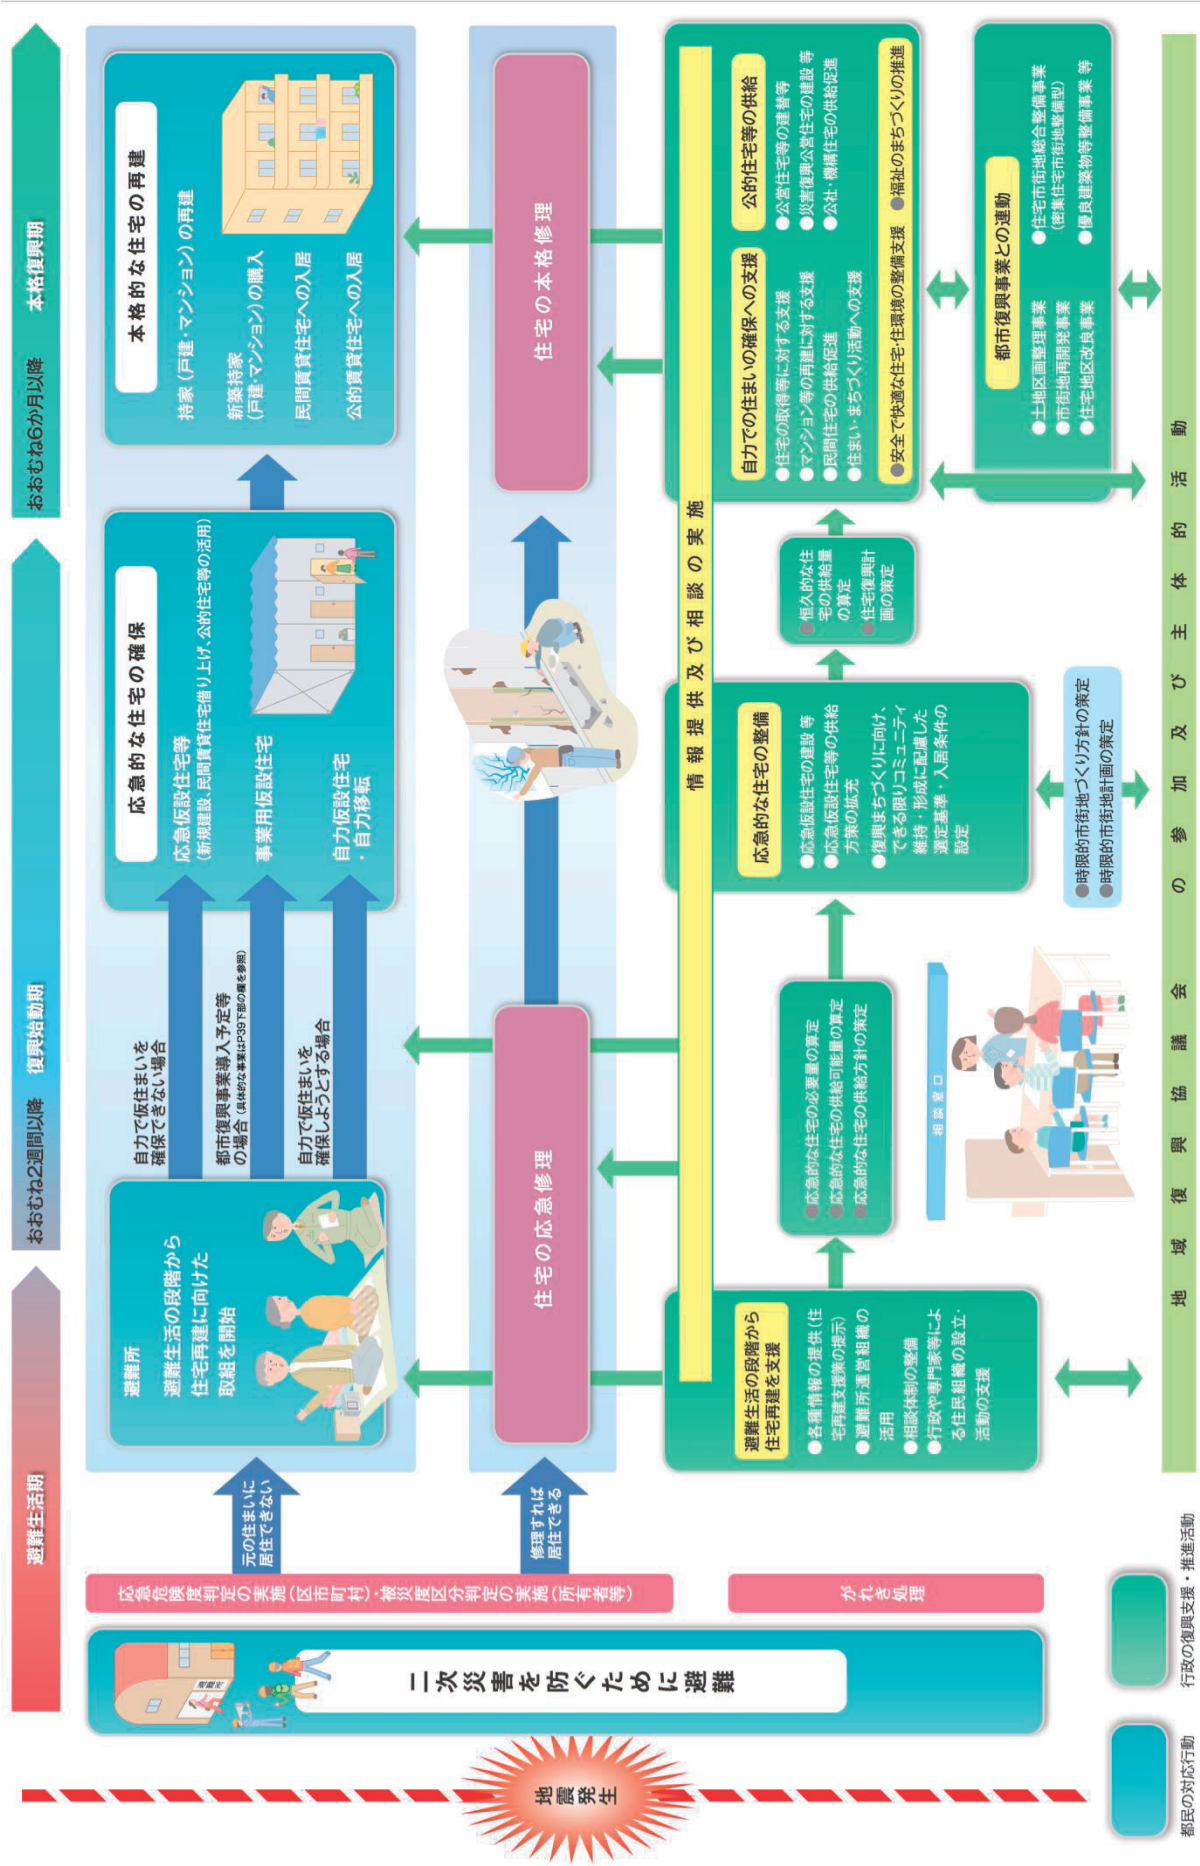 避難生活期
おおむね2週間以降 復興始動期
おおむね6か月以降 本格復興期
地震発生
二次災害を防ぐために避難
避難所
応急危険度判定の実施(区市町村)・被災度区分判定の実施(所有者等)
がれき処理
元の住まいに
居住できない
修理すれば
居住できる
避難所
避難生活の段階から
住宅再建に向けた
取組を開始
自力で仮住まいを
確保できない場合
都市復興事業導入予定等
の場合(具体的な事業はP39下部の欄を参照)
自力で仮住まいを
確保しようとする場合
応急的な住宅の確保
応急仮設住宅等
(新規建設、民間賃貸住宅借り上げ、公的住宅等の活用)
事業用仮設住宅
自力仮設住宅
・自力移転
本格的な住宅の再建
持家(戸建・マンション)の再建
新築持家
(戸建・マンション)の購入
民間賃貸住宅への入居
公的賃貸住宅への入居
住宅の応急修理
住宅の本格修理
情報提供及び相談の実施
避難生活の段階から
住宅再建を支援
●各種情報の提供(住
宅再建支援策の提示)
●避難所運営組織の
活用
●相談体制の整備
●行政や専門家等によ
る住民組織の設立・
活動の支援
●応急的な住宅の必要量の算定
●応急的な住宅の供給可能量の算定
●応急的な住宅の供給方針の策定
相談窓口
応急的な住宅の整備
●応急仮設住宅の建設 等
●応急仮設住宅等の供給
方策の拡充
●復興まちづくりに向け、
できる限りコミュニティ
維持・形成に配慮した
選定基準・入居条件の
設定
●時限的市街地づくり方針の策定
●時限的市街地計画の策定
●恒久的な住
宅の供給量
の算定
●住宅復興計
画の策定
自力での住まいの確保への支援
●住宅の取得等に対する支援
●マンション等の再建に対する支援
●民間住宅の供給促進
●住まい・まちづくり活動への支援
公的住宅等の供給
●公営住宅等の建替等
●災害復興公営住宅の建設 等
●公社・機構住宅の供給促進
●安全で快適な住宅・住環境の整備支援 ●福祉のまちづくりの推進
都市復興事業との連動
●土地区画整理事業
●市街地再開発事業
●住宅地区改良事業
●住宅市街地総合整備事業
(密集住宅市街地整備型)
●優良建築物等整備事業 等
地域復興協議会の参加及び主体的活動
都民の対応行動
行政の復興支援・推進活動